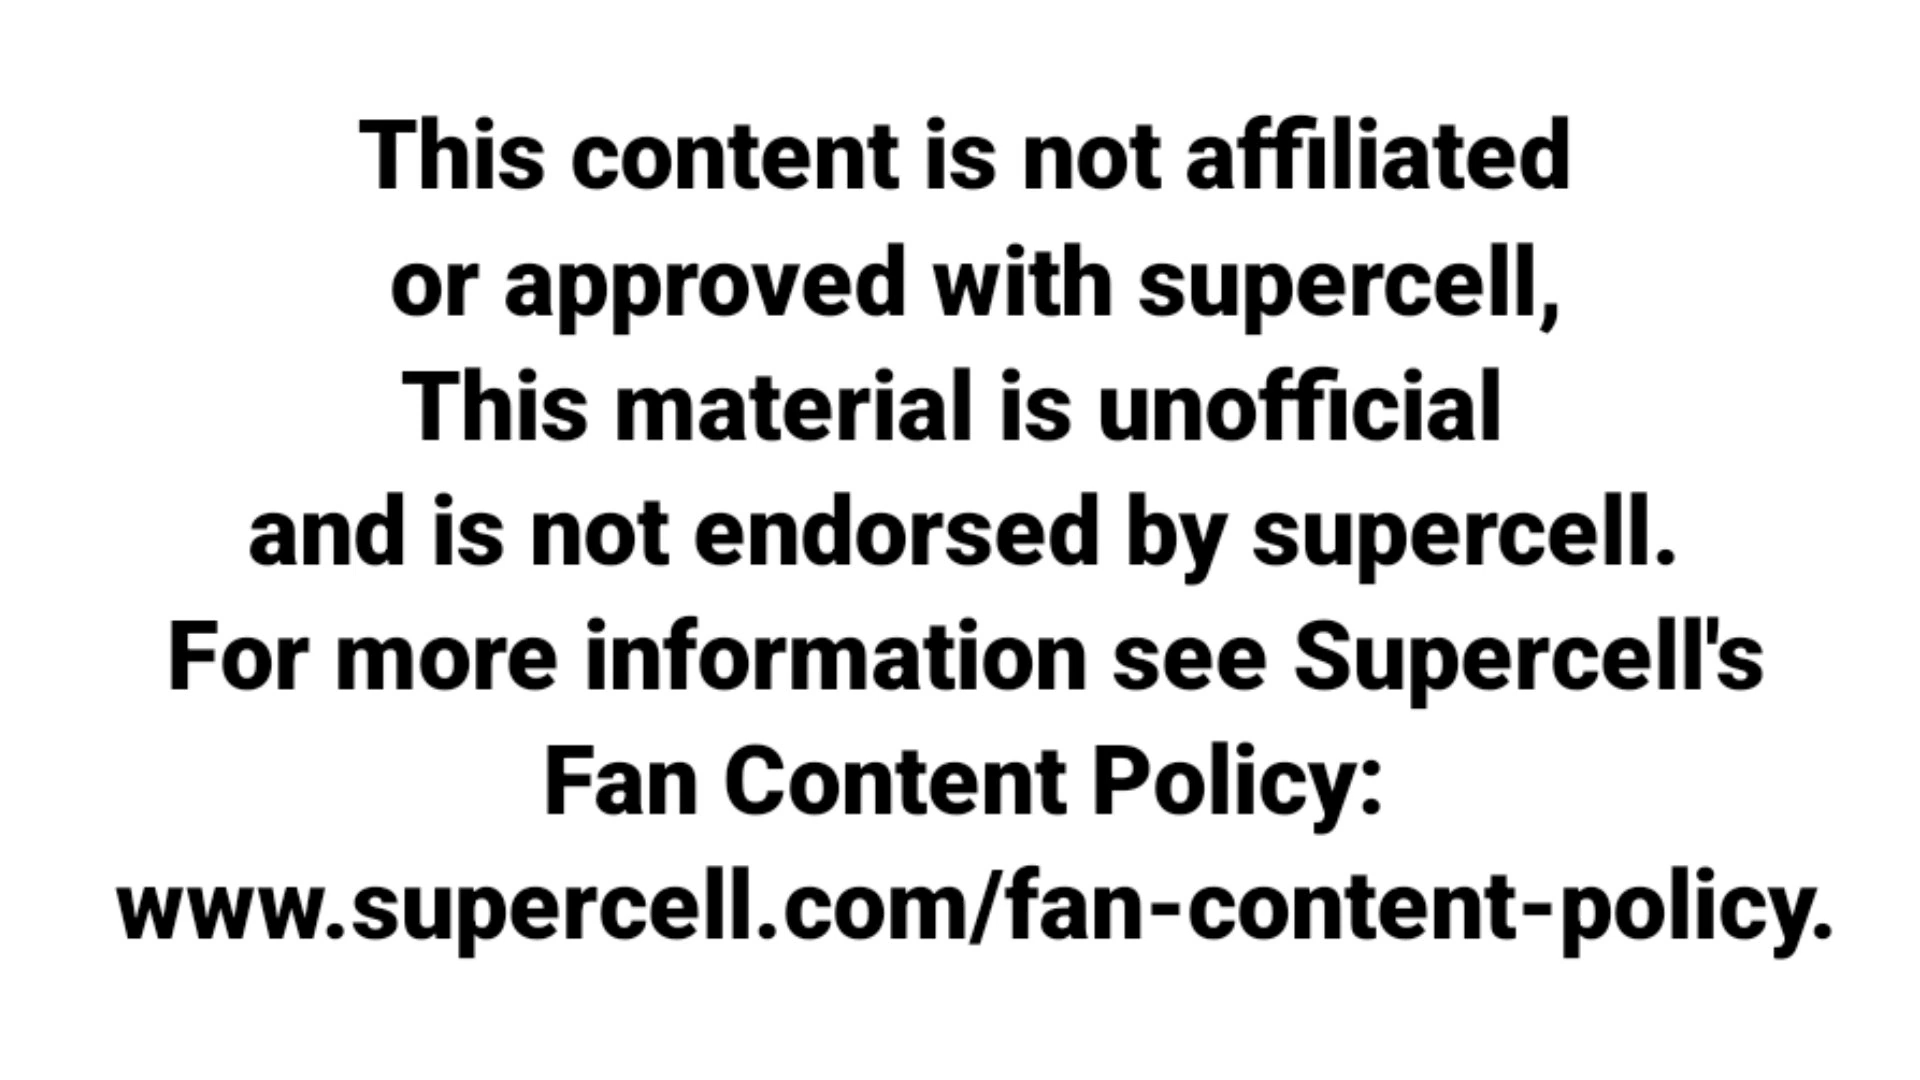 This content is not affiliated
or approved with supercell,
This material is unofficial
and is not endorsed by supercell.
For more information see Supercell's
Fan Content Policy:
www.supercell.com/fan-content-policy.